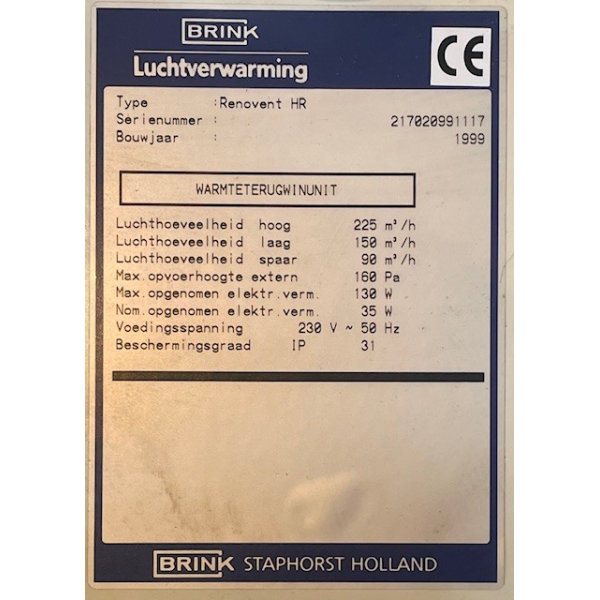 BRINK
Luchtverwarming
CE
Type : Renovent HR
Serienummer : 217020991117
Bouwjaar : 1999
WARMTETERUGWINUNIT
Luchthoeveelheid hoog 225 m³/h
Luchthoeveelheid laag 150 m³/h
Luchthoeveelheid spaar 90 m³/h
Max.opvoerhoogte extern 160 Pa
Max.opgenomen elektr.verm. 130 W
Nom.opgenomen elektr.verm. 35 W
Voedingsspanning 230 V ~ 50 Hz
Beschermingsgraad IP 31
BRINK STAPHORST HOLLAND